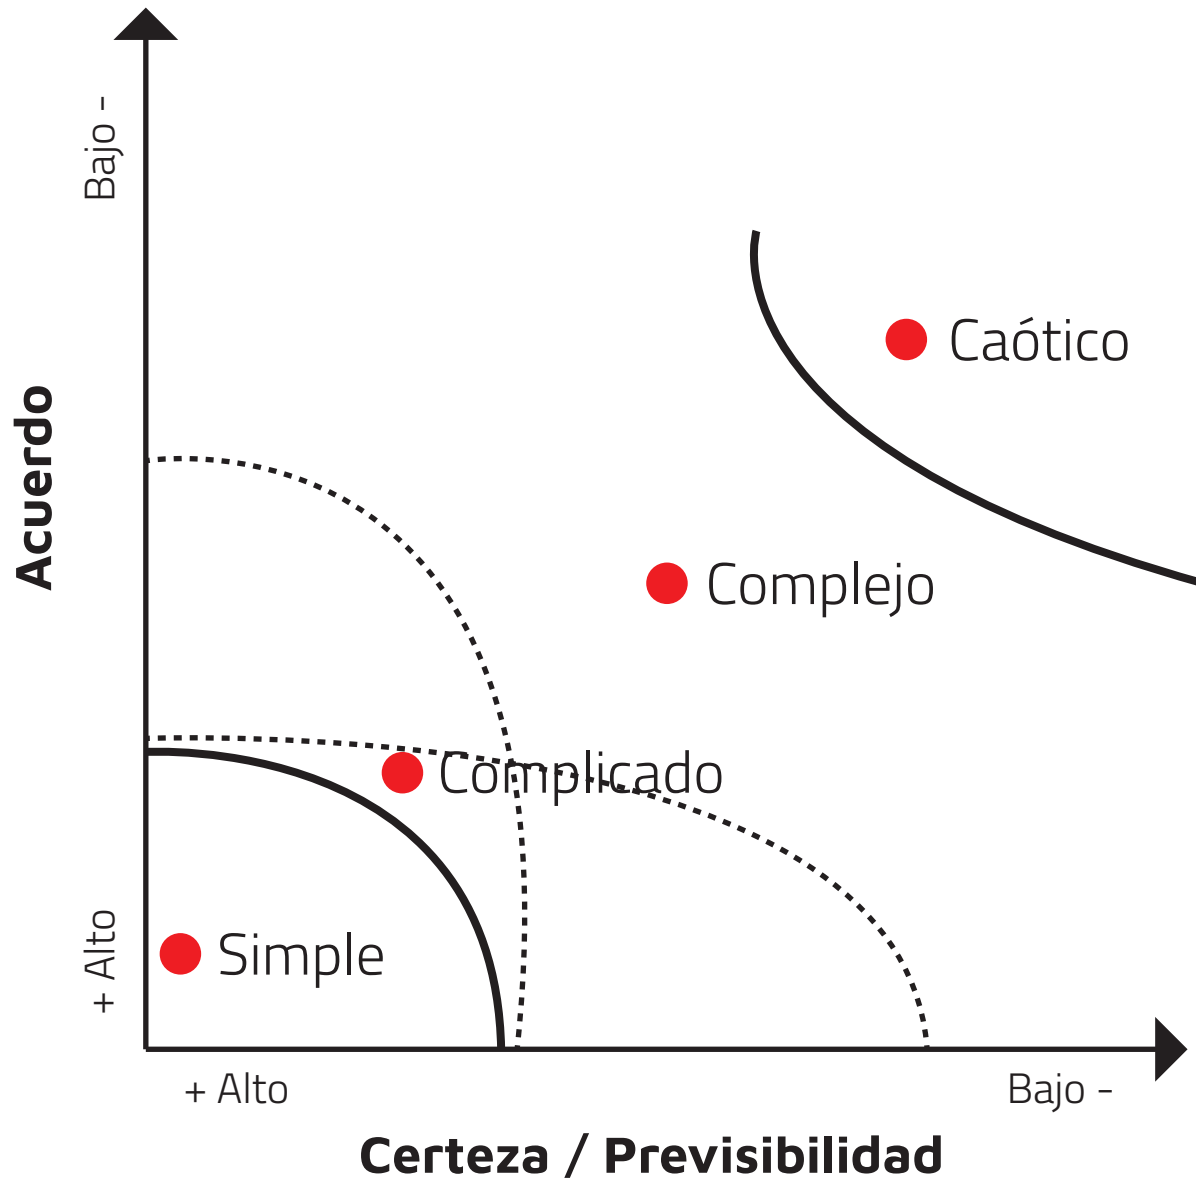 Bajo -
Caótico
Acuerdo
Complejo
Complicado
+ Alto
Simple
+ Alto
Bajo -
Certeza / Previsibilidad